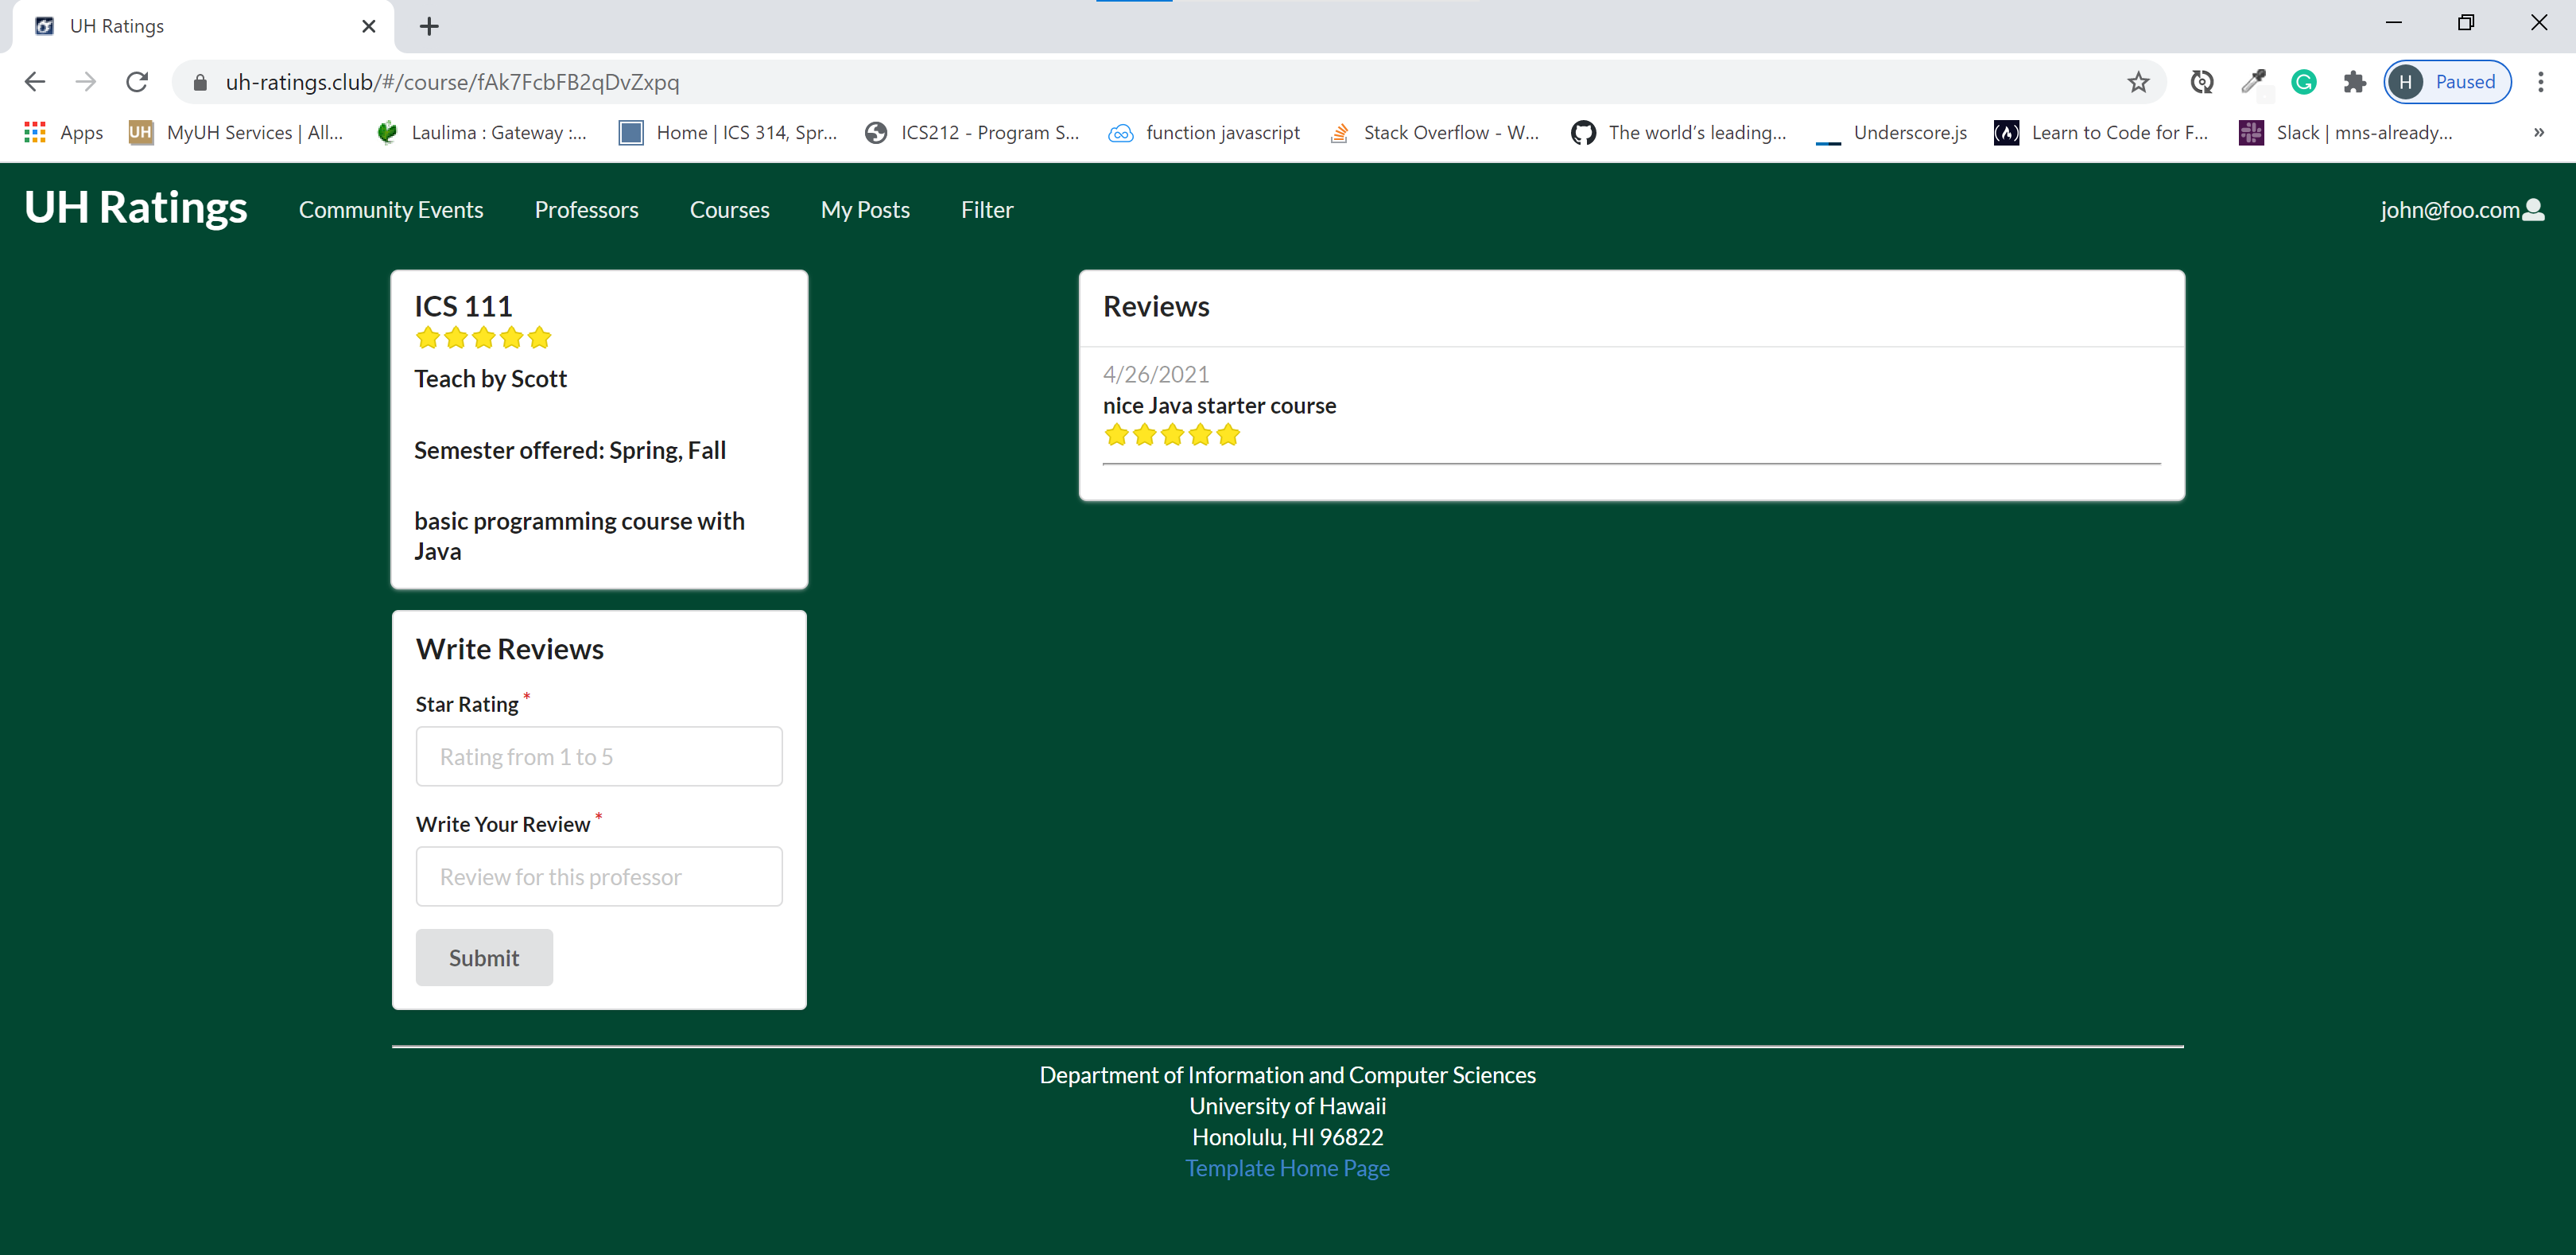 UH Ratings
uh-ratings.club/#/course/fAk7FcbFB2qDvZxpq
H Paused
Apps
UH MyUH Services | All...
Laulima : Gateway :...
Home | ICS 314, Spr...
ICS212 - Program S...
function javascript
Stack Overflow - W...
The world's leading...
Underscore.js
Learn to Code for F...
Slack | mns-already...
»
UH Ratings
Community Events
Professors
Courses
My Posts
Filter
john@foo.com
ICS 111
Teach by Scott
Semester offered: Spring, Fall
basic programming course with
Java
Write Reviews
Star Rating *
Rating from 1 to 5
Write Your Review *
Review for this professor
Submit
Reviews
4/26/2021
nice Java starter course
Department of Information and Computer Sciences
University of Hawaii
Honolulu, HI 96822
Template Home Page